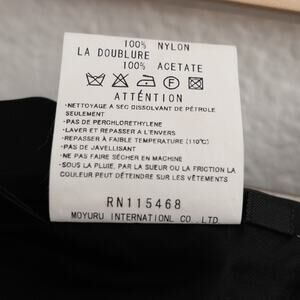 100% NYLON
LA DOUBLURE
100% ACETATE
ATTÉNTION
・NETTOYAGE A SEC DISSOLVANT DE PÉTROLE
SEULEMENT
・PAS DE PERCHLORETHYLENE
・LAVER ET REPASSER A L'ENVERS
・REPASSER À FAIBLE TEMPERATURE (110℃)
・PAS DE JAVELLISANT
・NE PAS FAIRE SÉCHER EN MACHINE
・SOUS LA PLUIE, PAR LA SUEUR OU LA FRICTION LA
COULEUR PEUT DÉTEINDRE SUR LES VÊTEMENTS
RN115468
MOYURU INTERNATIONL CO., LTD